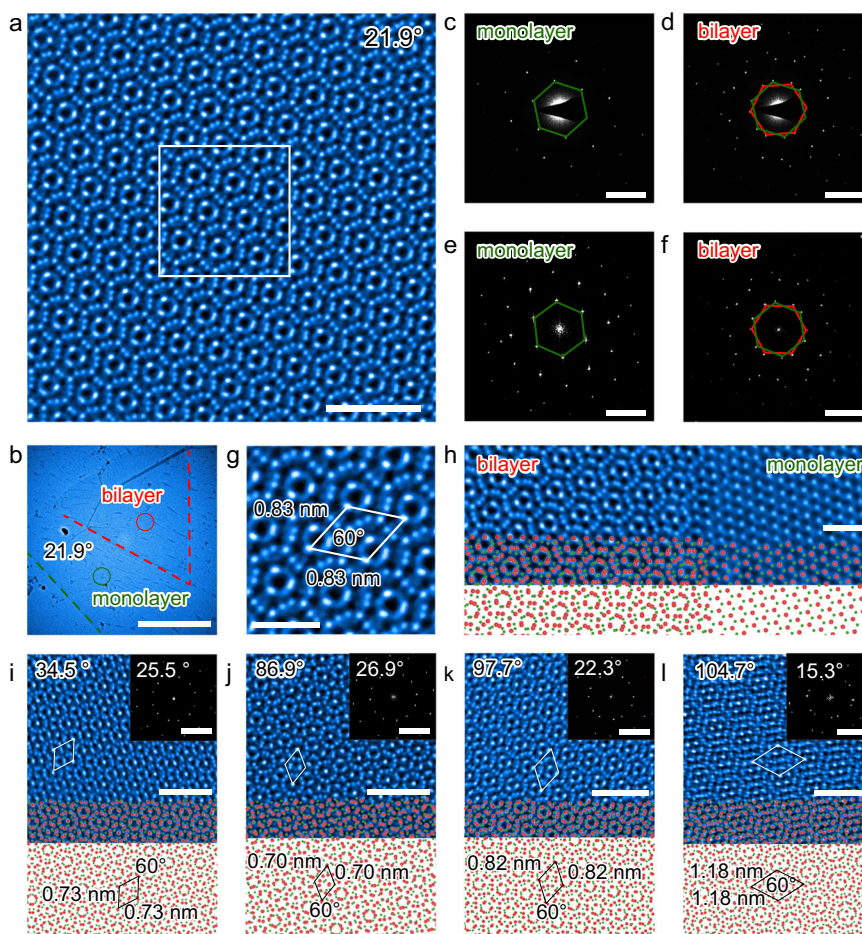 a
21.9°
c
monolayer
d
bilayer
e
monolayer
f
bilayer
b
bilayer
21.9°
monolayer
g
0.83 nm
60°
0.83 nm
h
bilayer
monolayer
i
34.5 °
25.5 °
60°
0.73 nm
0.73 nm
j
86.9°
26.9°
0.70 nm
0.70 nm
60°
k
97.7°
22.3°
0.82 nm
0.82 nm
60°
l
104.7°
15.3°
1.18 nm
60°
1.18 nm